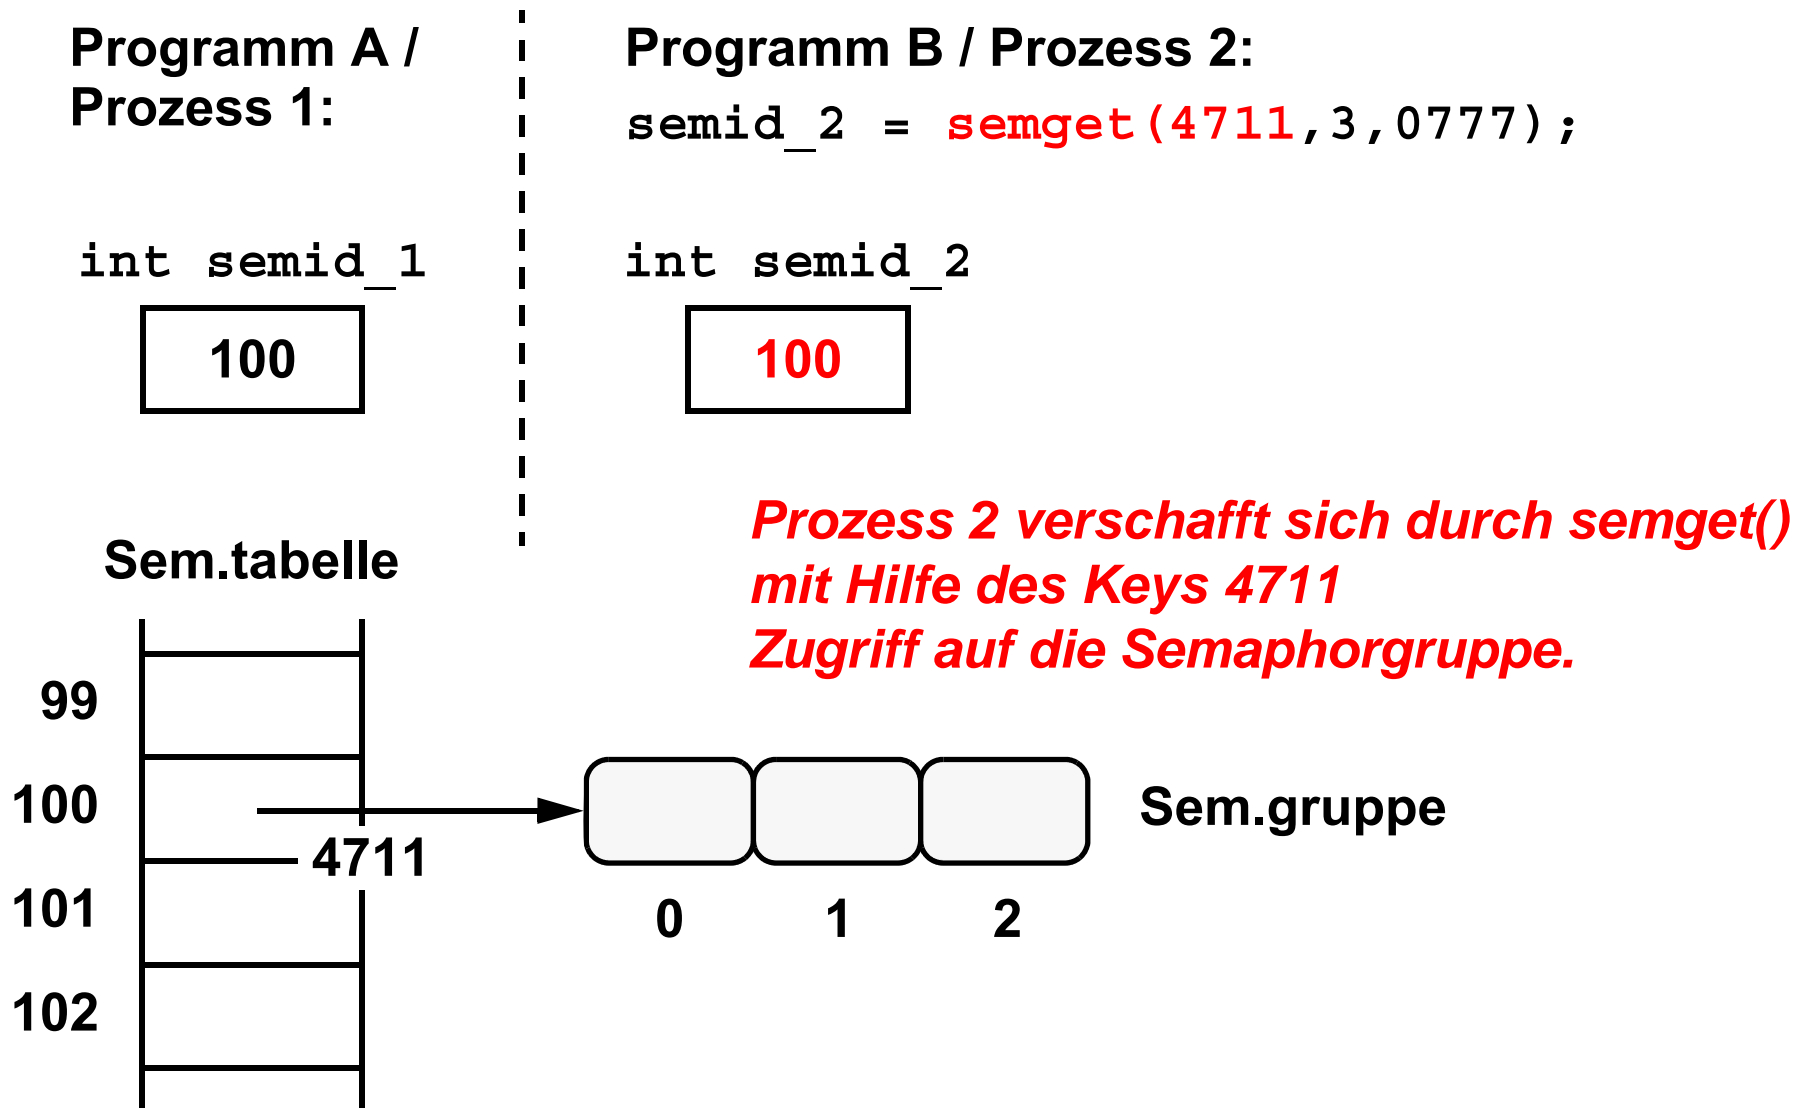 Programm A /
Prozess 1:
Programm B / Prozess 2:
semid_2 = semget(4711,3,0777);
int semid_1
100
int semid_2
100
Prozess 2 verschafft sich durch semget()
mit Hilfe des Keys 4711
Zugriff auf die Semaphorgruppe.
Sem.tabelle
99
100
4711
101
102
Sem.gruppe
0 1 2